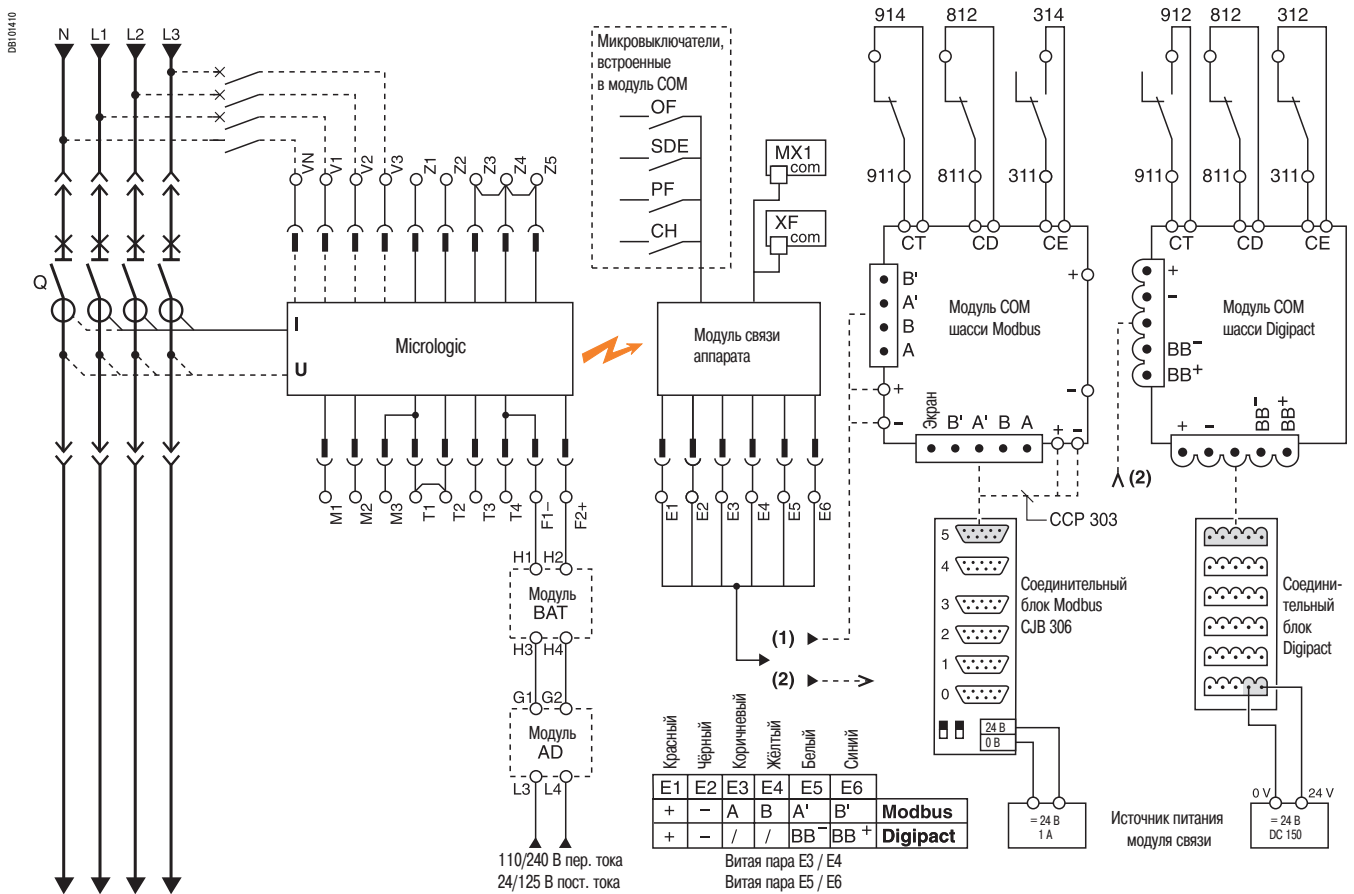 DB101410
N L1 L2 L3
Q
VN V1 V2 V3 Z1 Z2 Z3 Z4 Z5
I
U
Micrologic
M1 M2 M3 T1 T2 T3 T4 F1– F2+
H1 H2
Модуль
BAT
H3 H4
G1 G2
Модуль
AD
L3 L4
110/240 В пер. тока
24/125 В пост. тока
Микровыключатели,
встроенные
в модуль COM
OF
SDE
PF
CH
MX1
com
XF
com
Модуль связи
аппарата
E1 E2 E3 E4 E5 E6
(1)
(2)
Красный Чёрный Коричневый Жёлтый Белый Синий
E1 E2 E3 E4 E5 E6
+ – A B A' B' Modbus
+ – / / BB– BB+ Digipact
Витая пара E3 / E4
Витая пара E5 / E6
914 812 314
911 811 311
CT CD CE
B'
A'
B
A
+
–
+
–
Модуль COM
шасси Modbus
Экран B' A' B A + –
CCP 303
5
4
3
2
1
0
Соединительный
блок Modbus
CJB 306
24 В
0 В
= 24 В
1 А
Источник питания
модуля связи
912 812 312
911 811 311
CT CD CE
+
–
BB–
BB+
Модуль COM
шасси Digipact
+ – BB– BB+
(2)
Соедини-
тельный
блок
Digipact
0 V 24 V
= 24 В
DC 150